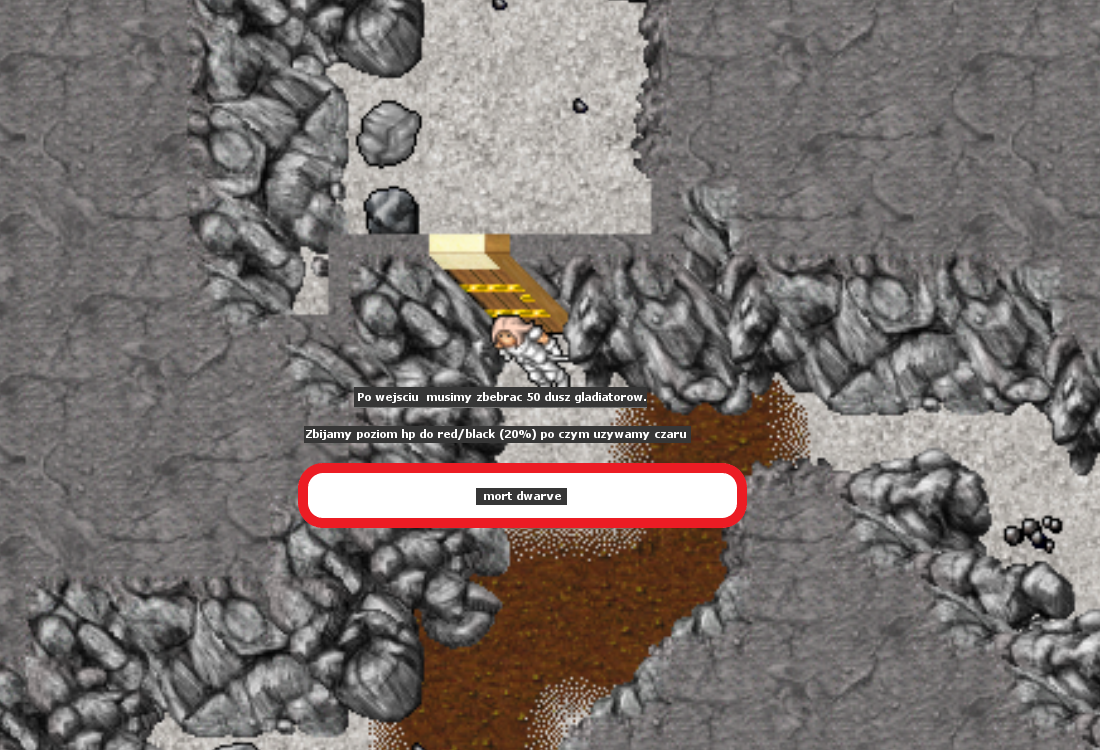 Po wejsciu  musimy zbebrac 50 dusz gladiatorow.
Zbijamy poziom hp do red/black (20%) po czym uzywamy czaru
mort dwarve